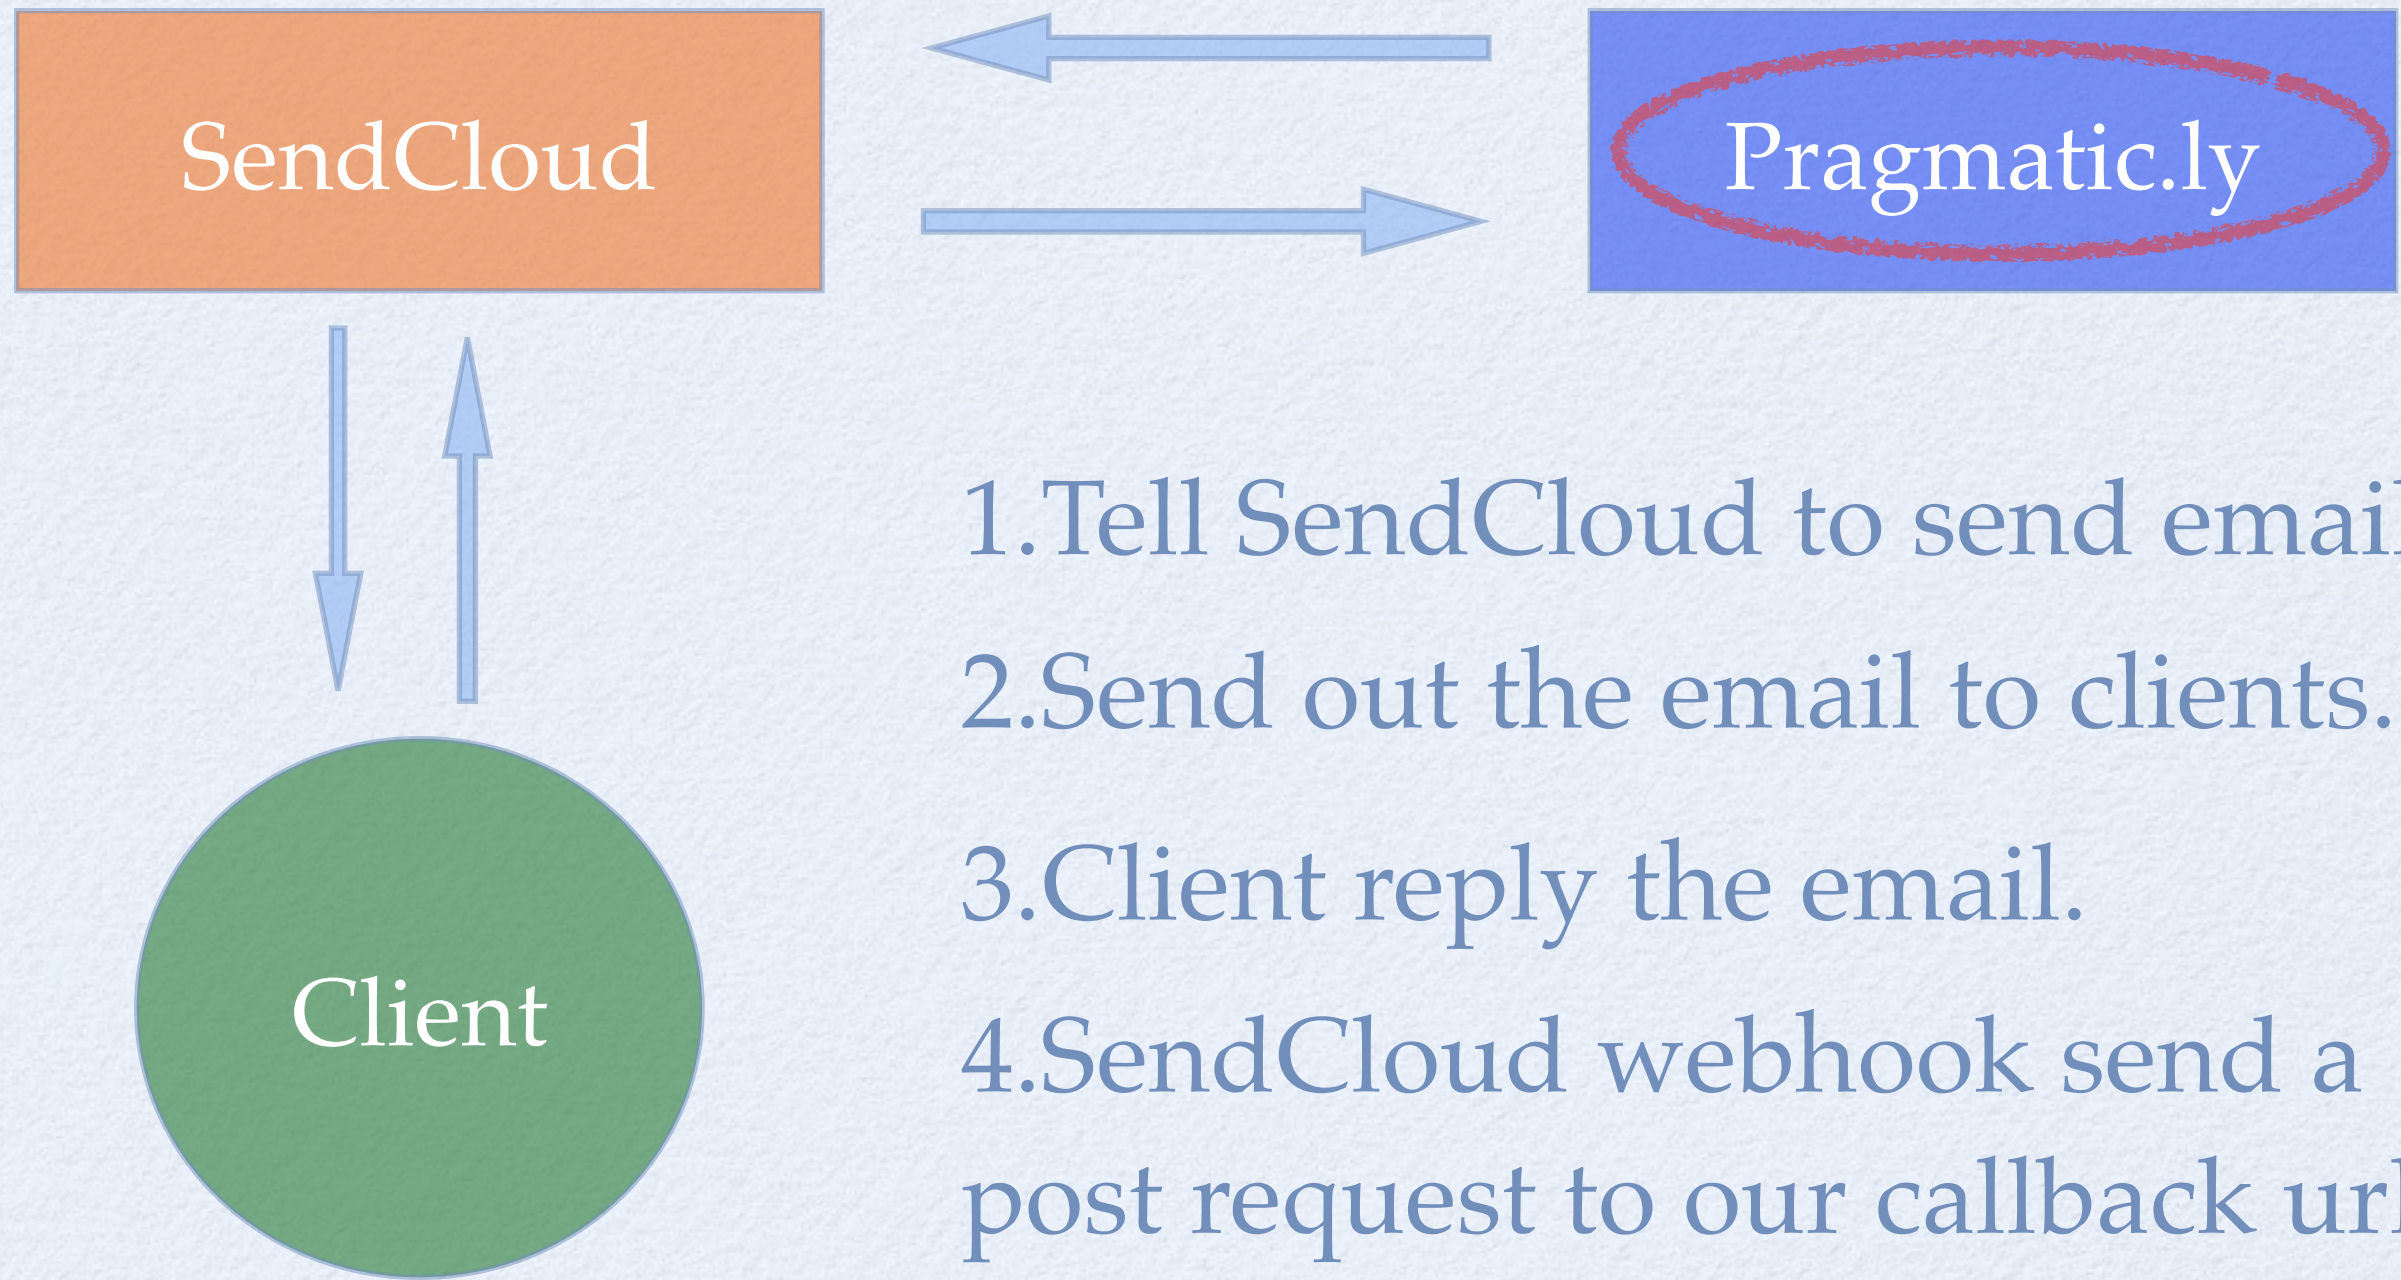 SendCloud
Pragmatic.ly
1.Tell SendCloud to send email
2.Send out the email to clients.
3.Client reply the email.
Client
4.SendCloud webhook send a
post request to our callback url